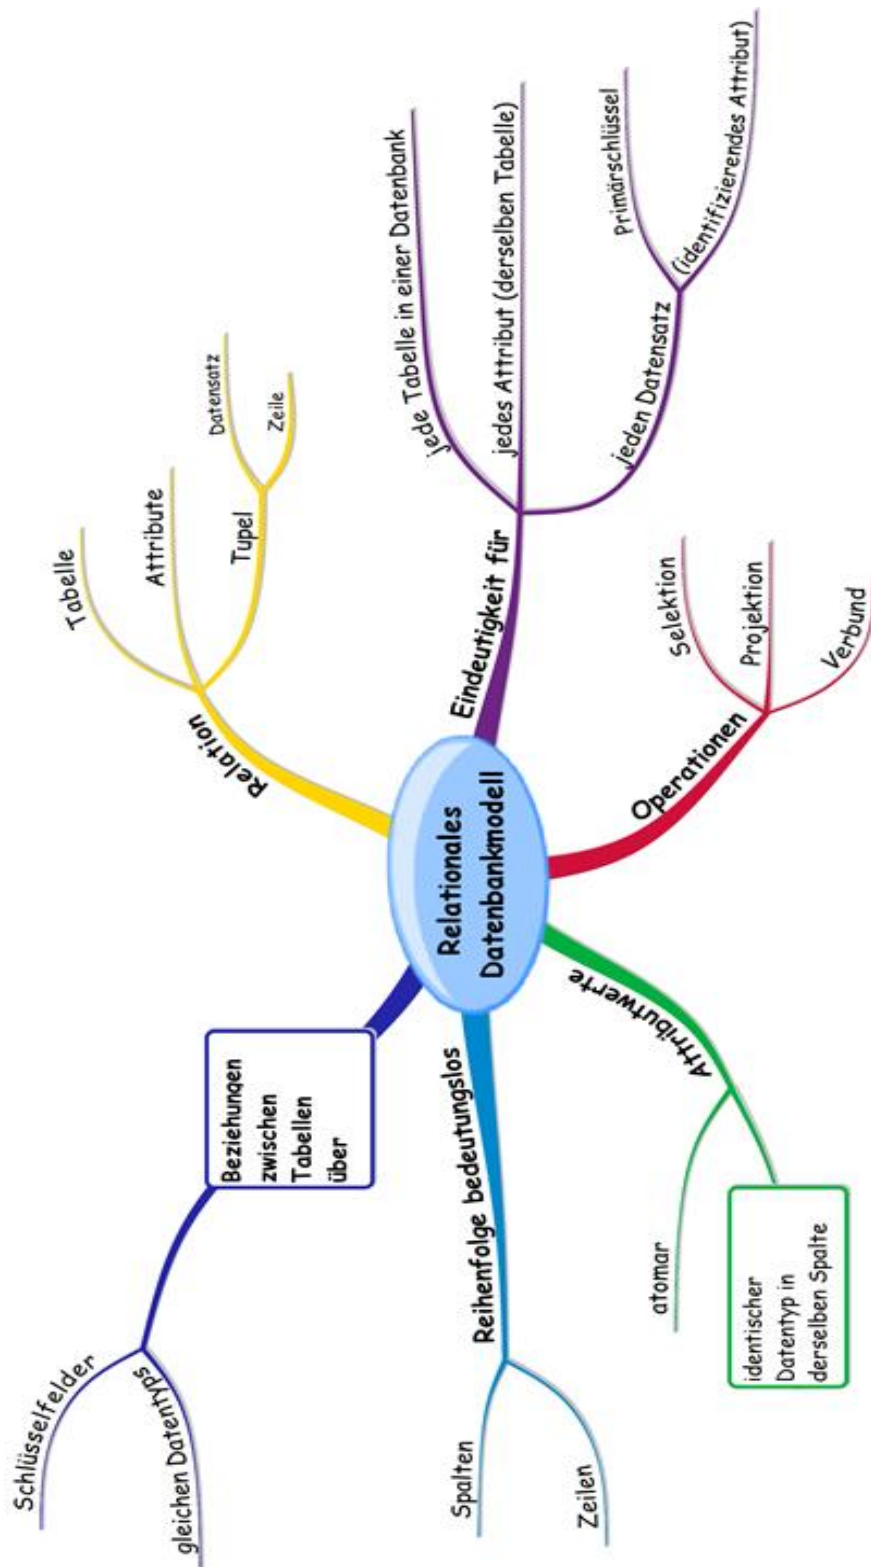 Relationales
Datenbankmodell
Relation
Tabelle
Attribute
Tupel
Datensatz
Zeile
Eindeutigkeit für
jede Tabelle in einer Datenbank
jedes Attribut (derselben Tabelle)
jeden Datensatz
Primärschlüssel
(identifizierendes Attribut)
Operationen
Selektion
Projektion
Verbund
Attributwerte
atomar
identischer
Datentyp in
derselben Spalte
Reihenfolge bedeutungslos
Spalten
Zeilen
Beziehungen
zwischen
Tabellen
über
Schlüsselfelder
gleichen Datentyps